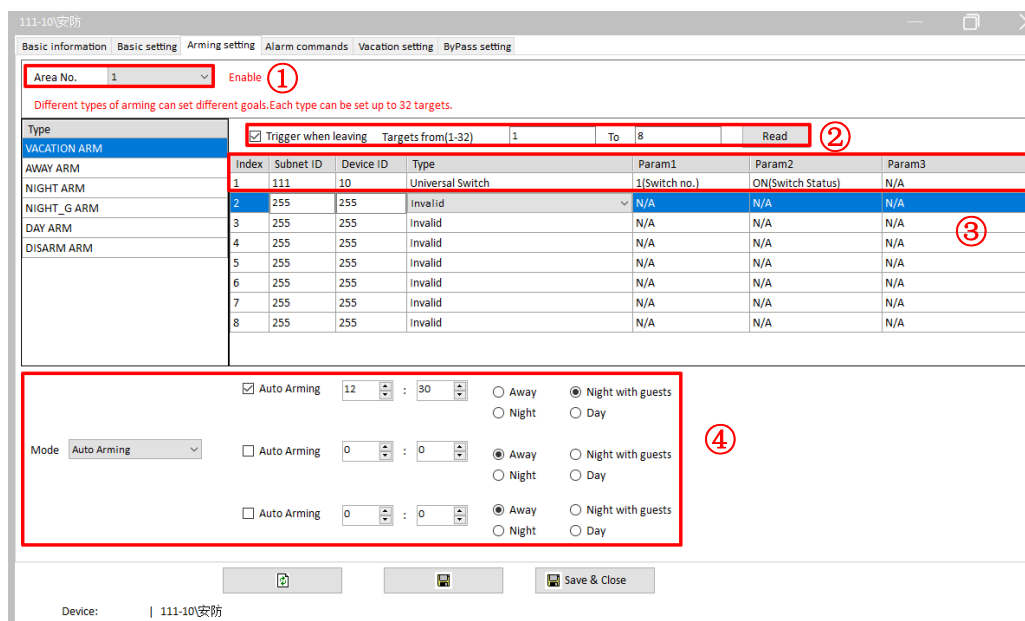 111-10\安防
Basic information Basic setting Arming setting Alarm commands Vacation setting ByPass setting
Area No. 1 Enable ①
Different types of arming can set different goals.Each type can be set up to 32 targets.
Type
VACATION ARM
AWAY ARM
NIGHT ARM
NIGHT_G ARM
DAY ARM
DISARM ARM
Trigger when leaving Targets from(1-32) 1 To 8 Read ②
Index Subnet ID Device ID Type Param1 Param2 Param3
1 111 10 Universal Switch 1(Switch no.) ON(Switch Status) N/A
2 255 255 Invalid N/A N/A N/A
3 255 255 Invalid N/A N/A N/A
③
4 255 255 Invalid N/A N/A N/A
5 255 255 Invalid N/A N/A N/A
6 255 255 Invalid N/A N/A N/A
7 255 255 Invalid N/A N/A N/A
8 255 255 Invalid N/A N/A N/A
Auto Arming 12 : 30 Away Night with guests
Night Day
Mode Auto Arming
Auto Arming 0 : 0 Away Night with guests
Night Day
④
Auto Arming 0 : 0 Away Night with guests
Night Day
Save & Close
Device: | 111-10\安防